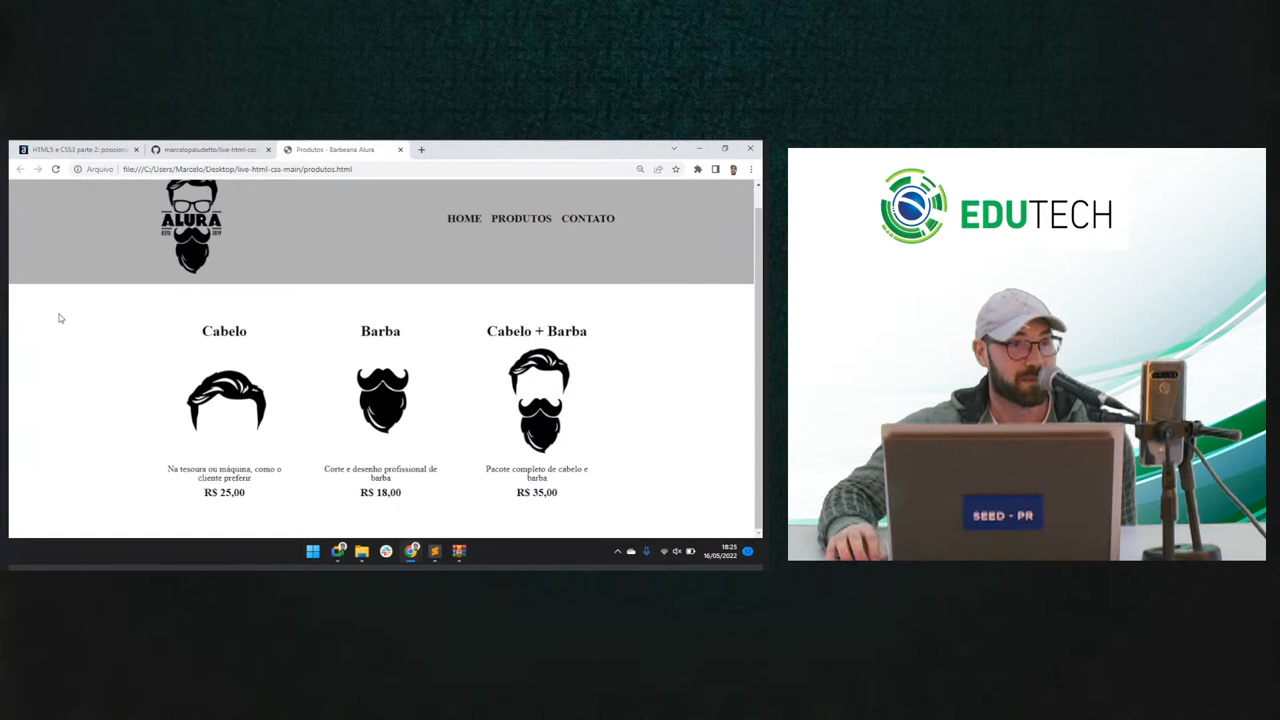 HTML5 e CSS3 parte 2: posicion
marcelopaludetto/live-html-css
Produtos - Barbearia Alura
Arquivo
file:///C:/Users/Marcelo/Desktop/live-html-css-main/produtos.html
ALURA
ESTD 2019
HOME PRODUTOS CONTATO
Cabelo
Barba
Cabelo + Barba
Na tesoura ou máquina, como o
cliente preferir
R$ 25,00
Corte e desenho profissional de
barba
R$ 18,00
Pacote completo de cabelo e
barba
R$ 35,00
18:25
16/05/2022
EDUTECH
SEED - PR